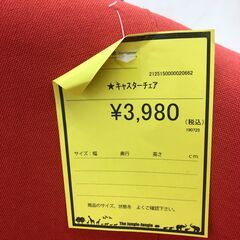 2125150000020662
★キャスターチェア
¥3,980
(税込)
190723
サイズ:幅 奥行 高さ cm
商品のサイズ、状態を よくご確認下さい。
The Jungle-Jungle